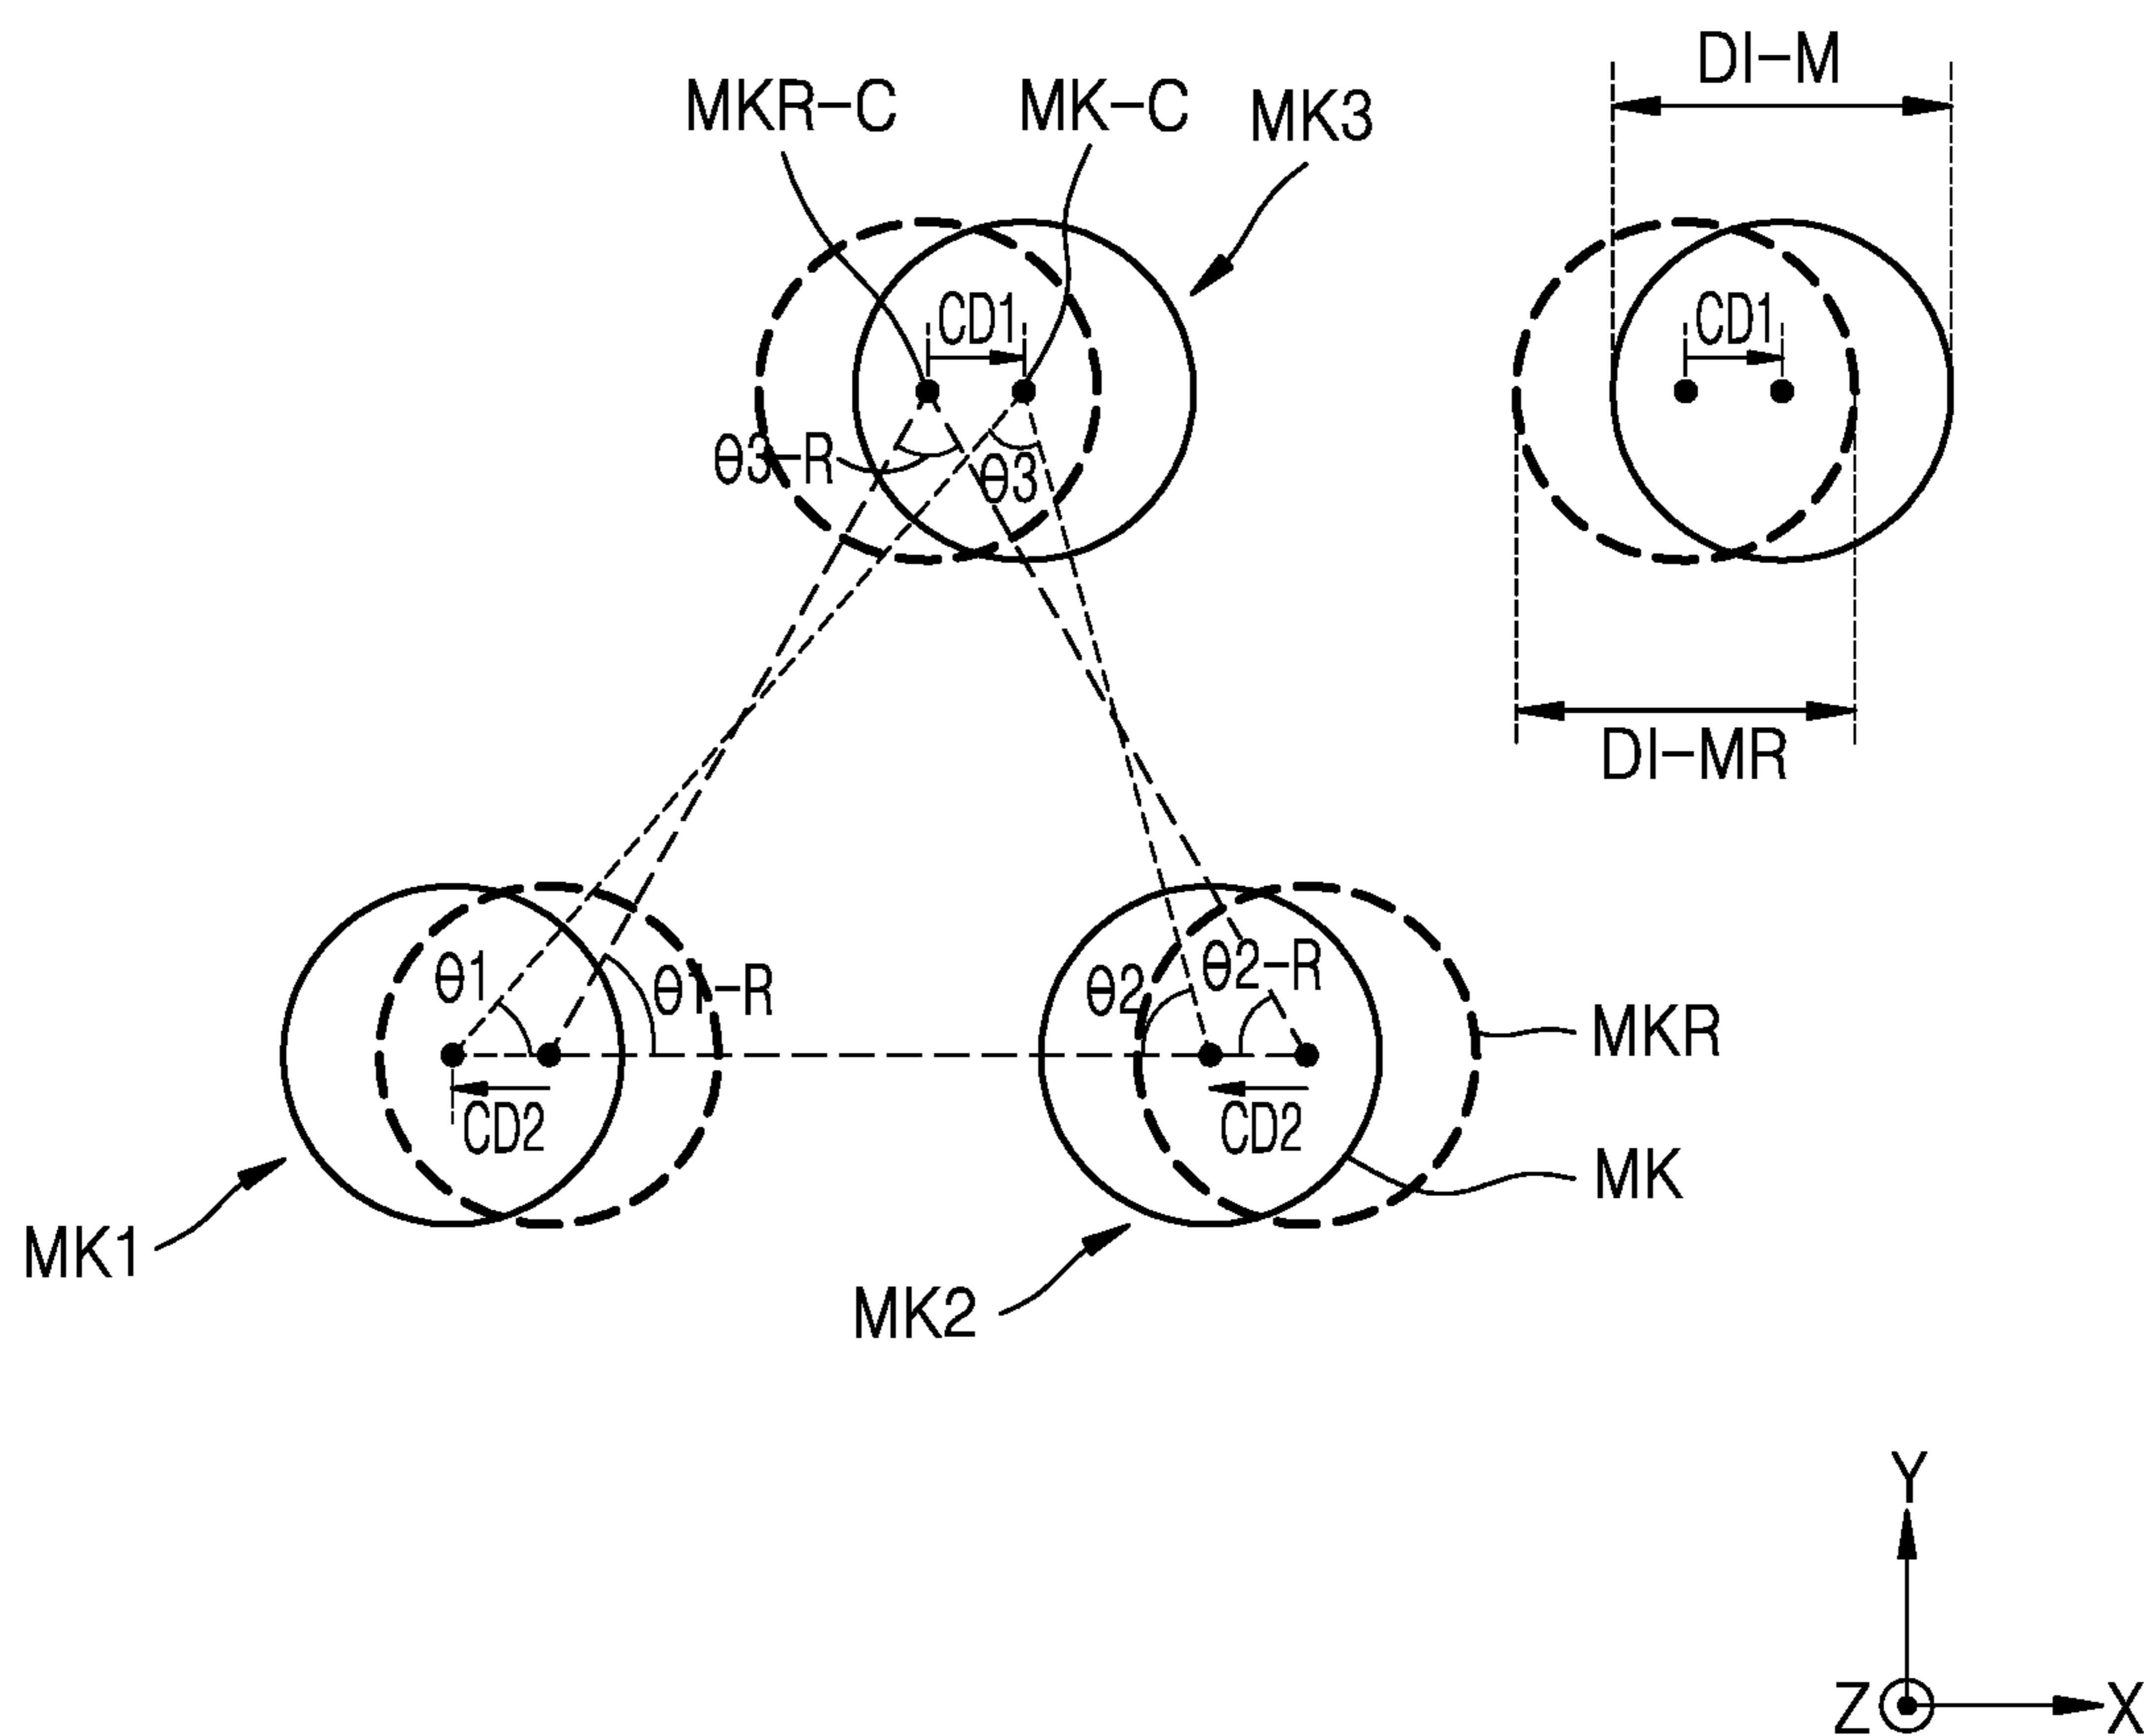 DI-M
MKR-C MK-C MK3
CD1 CD1
θ3-R θ3
DI-MR
θ1 θ1-R θ2 θ2-R
MKR
CD2 CD2
MK
MK1
MK2
Y
Z X